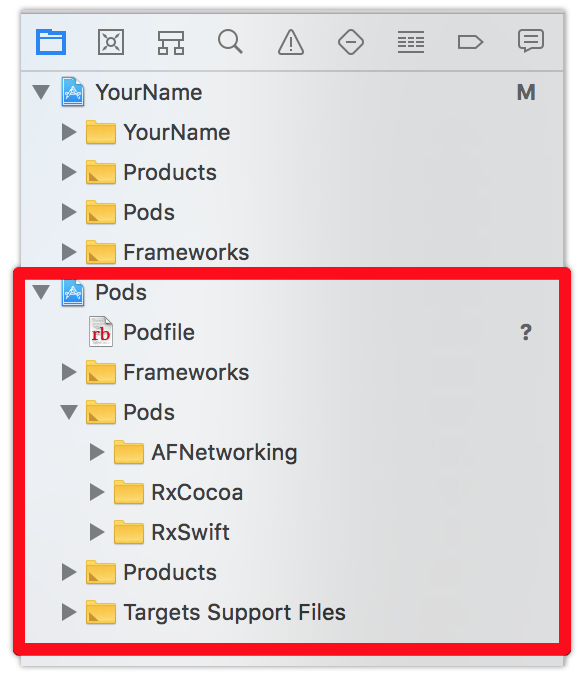 YourName M
YourName
Products
Pods
Frameworks
Pods
rb Podfile ?
Frameworks
Pods
AFNetworking
RxCocoa
RxSwift
Products
Targets Support Files